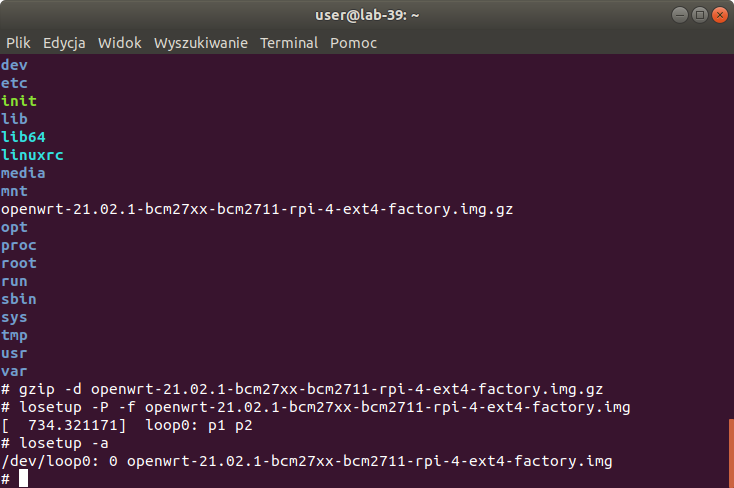 user@lab-39: ~
Plik Edycja Widok Wyszukiwanie Terminal Pomoc
dev
etc
init
lib
lib64
linuxrc
media
mnt
openwrt-21.02.1-bcm27xx-bcm2711-rpi-4-ext4-factory.img.gz
opt
proc
root
run
sbin
sys
tmp
usr
var
# gzip -d openwrt-21.02.1-bcm27xx-bcm2711-rpi-4-ext4-factory.img.gz
# losetup -P -f openwrt-21.02.1-bcm27xx-bcm2711-rpi-4-ext4-factory.img
[  734.321171]  loop0: p1 p2
# losetup -a
/dev/loop0: 0 openwrt-21.02.1-bcm27xx-bcm2711-rpi-4-ext4-factory.img
#